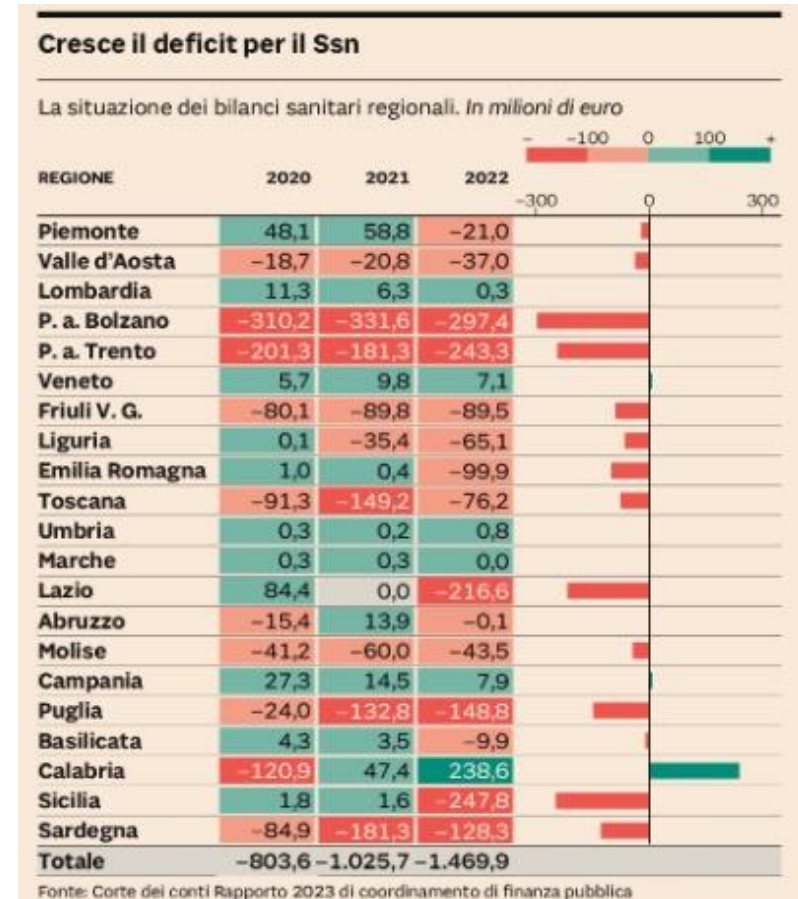 Cresce il deficit per il Ssn
La situazione dei bilanci sanitari regionali. In milioni di euro
– –100 0 100 +
REGIONE 2020 2021 2022
–300 0 300
Piemonte 48,1 58,8 –21,0
Valle d'Aosta –18,7 –20,8 –37,0
Lombardia 11,3 6,3 0,3
P. a. Bolzano –310,2 –331,6 –297,4
P. a. Trento –201,3 –181,3 –243,3
Veneto 5,7 9,8 7,1
Friuli V. G. –80,1 –89,8 –89,5
Liguria 0,1 –35,4 –65,1
Emilia Romagna 1,0 0,4 –99,9
Toscana –91,3 –149,2 –76,2
Umbria 0,3 0,2 0,8
Marche 0,3 0,3 0,0
Lazio 84,4 0,0 –216,6
Abruzzo –15,4 13,9 –0,1
Molise –41,2 –60,0 –43,5
Campania 27,3 14,5 7,9
Puglia –24,0 –132,8 –148,8
Basilicata 4,3 3,5 –9,9
Calabria –120,9 47,4 238,6
Sicilia 1,8 1,6 –247,8
Sardegna –84,9 –181,3 –128,3
Totale –803,6 –1.025,7 –1.469,9
Fonte: Corte dei conti Rapporto 2023 di coordinamento di finanza pubblica